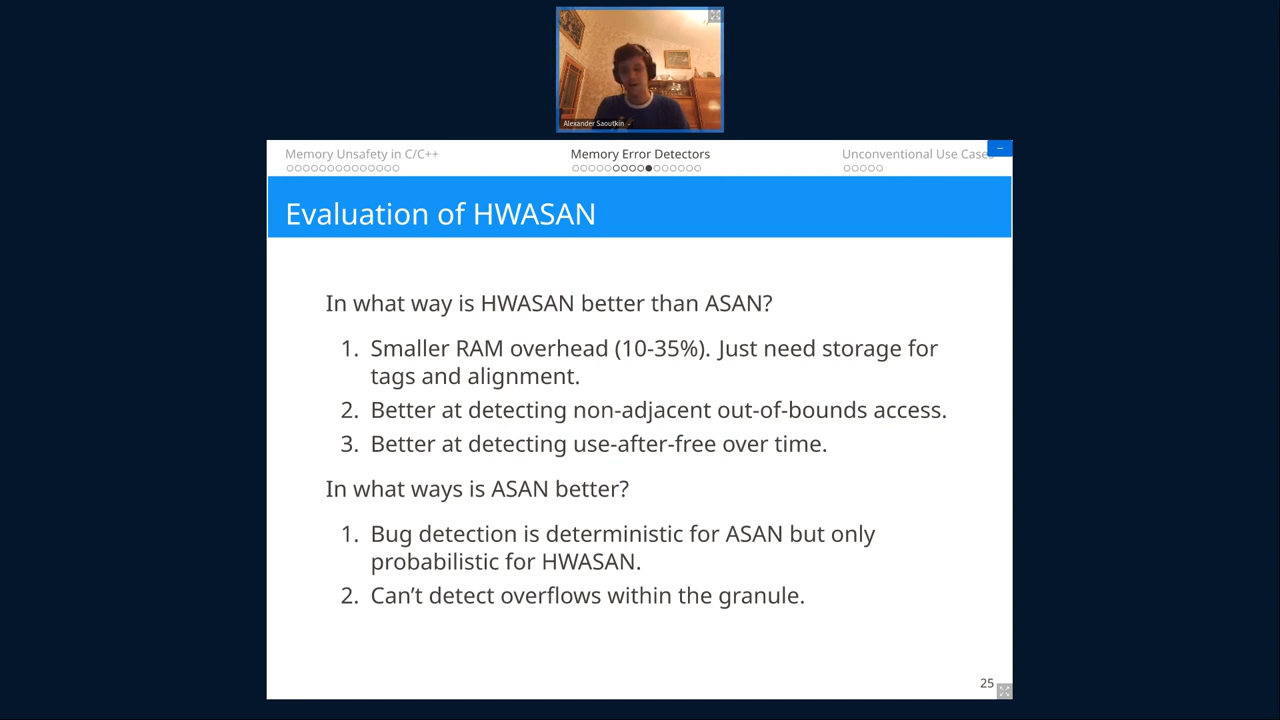 Alexander Saoutkin
Memory Unsafety in C/C++
Memory Error Detectors
Unconventional Use Cases
Evaluation of HWASAN
In what way is HWASAN better than ASAN?
1. Smaller RAM overhead (10-35%). Just need storage for
tags and alignment.
2. Better at detecting non-adjacent out-of-bounds access.
3. Better at detecting use-after-free over time.
In what ways is ASAN better?
1. Bug detection is deterministic for ASAN but only
probabilistic for HWASAN.
2. Can’t detect overflows within the granule.
25